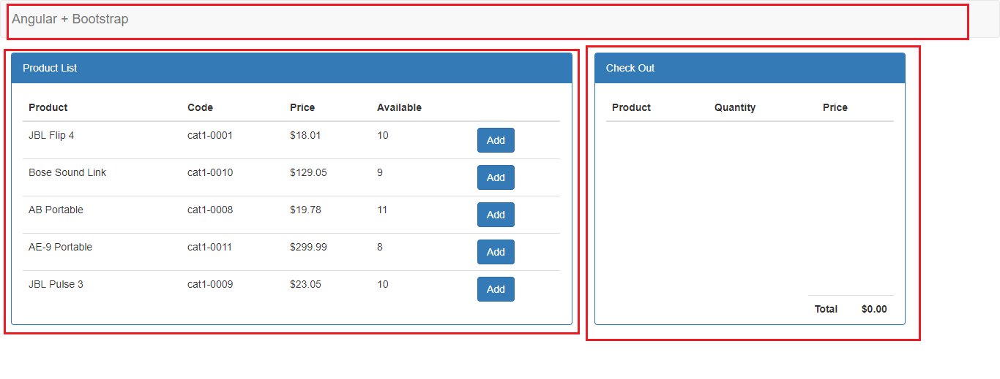 Angular + Bootstrap
Product List
Product Code Price Available
JBL Flip 4 cat1-0001 $18.01 10 Add
Bose Sound Link cat1-0010 $129.05 9 Add
AB Portable cat1-0008 $19.78 11 Add
AE-9 Portable cat1-0011 $299.99 8 Add
JBL Pulse 3 cat1-0009 $23.05 10 Add
Check Out
Product Quantity Price
Total $0.00